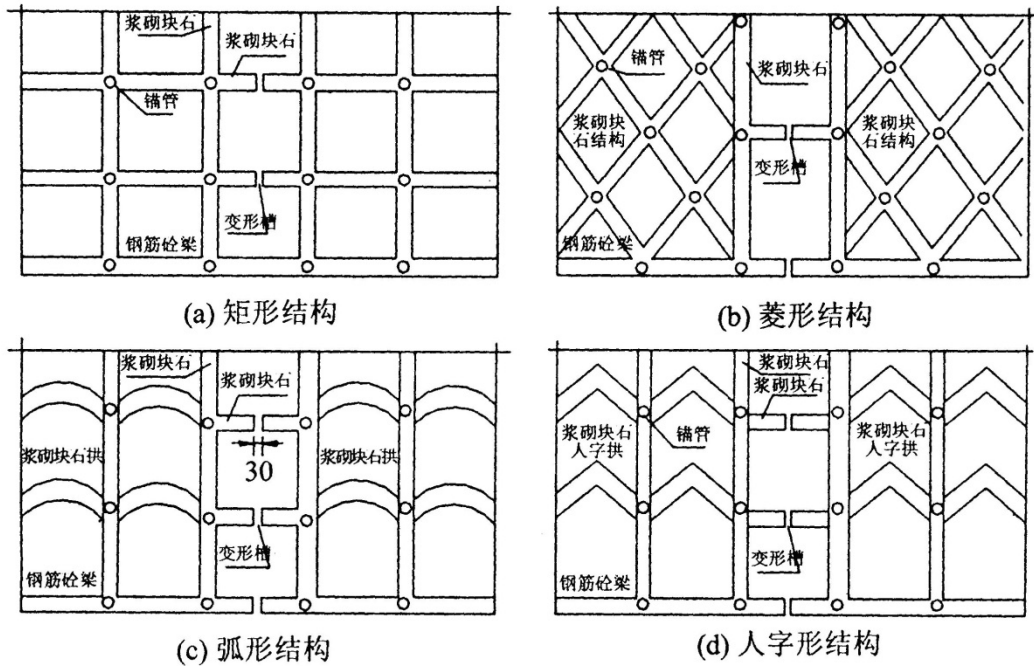 浆砌块石
浆砌块石
锚管
变形槽
钢筋砼梁
(a) 矩形结构
锚管
浆砌块石
浆砌块
石结构
浆砌块
石结构
变形槽
钢筋砼梁
(b) 菱形结构
浆砌块石
浆砌块石
30
浆砌块石拱
浆砌块石拱
变形槽
钢筋砼梁
(c) 弧形结构
浆砌块石
浆砌块石
浆砌块石
人字拱
锚管
浆砌块石
人字拱
变形槽
钢筋砼梁
(d) 人字形结构